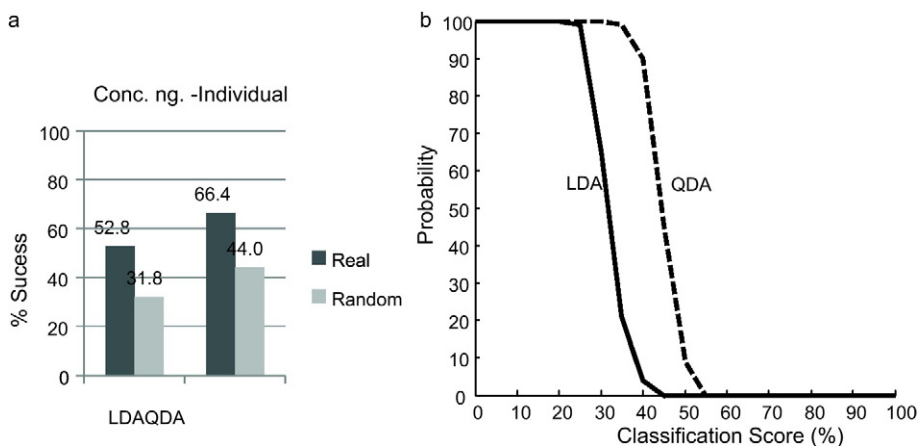 a
Conc. ng. -Individual
% Sucess
100
80
60
40
20
0
52.8
31.8
66.4
44.0
LDAQDA
Real
Random
b
Probability
100
90
80
70
60
50
40
30
20
10
0
LDA
QDA
0 10 20 30 40 50 60 70 80 90 100
Classification Score (%)